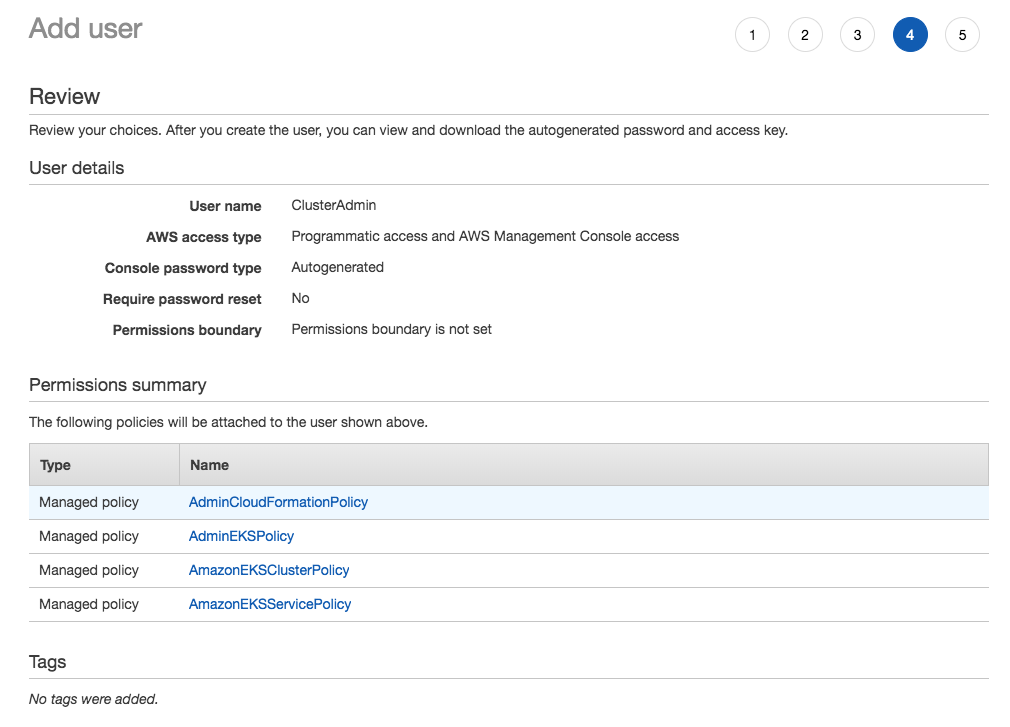 Add user
1 2 3 4 5
Review
Review your choices. After you create the user, you can view and download the autogenerated password and access key.
User details
User name ClusterAdmin
AWS access type Programmatic access and AWS Management Console access
Console password type Autogenerated
Require password reset No
Permissions boundary Permissions boundary is not set
Permissions summary
The following policies will be attached to the user shown above.
Type Name
Managed policy AdminCloudFormationPolicy
Managed policy AdminEKSPolicy
Managed policy AmazonEKSClusterPolicy
Managed policy AmazonEKSServicePolicy
Tags
No tags were added.